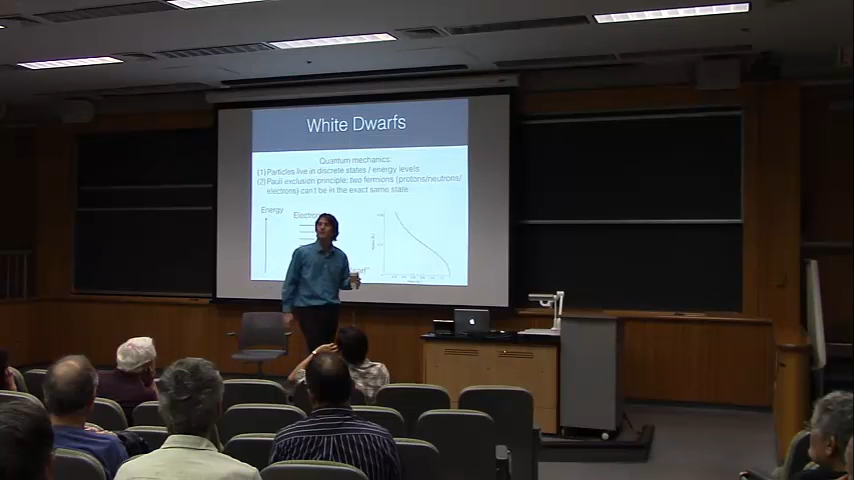 White Dwarfs
Quantum mechanics:
(1) Particles live in discrete states / energy levels
(2) Pauli exclusion principle: two fermions (protons/neutrons/
electrons) can't be in the exact same state
Energy